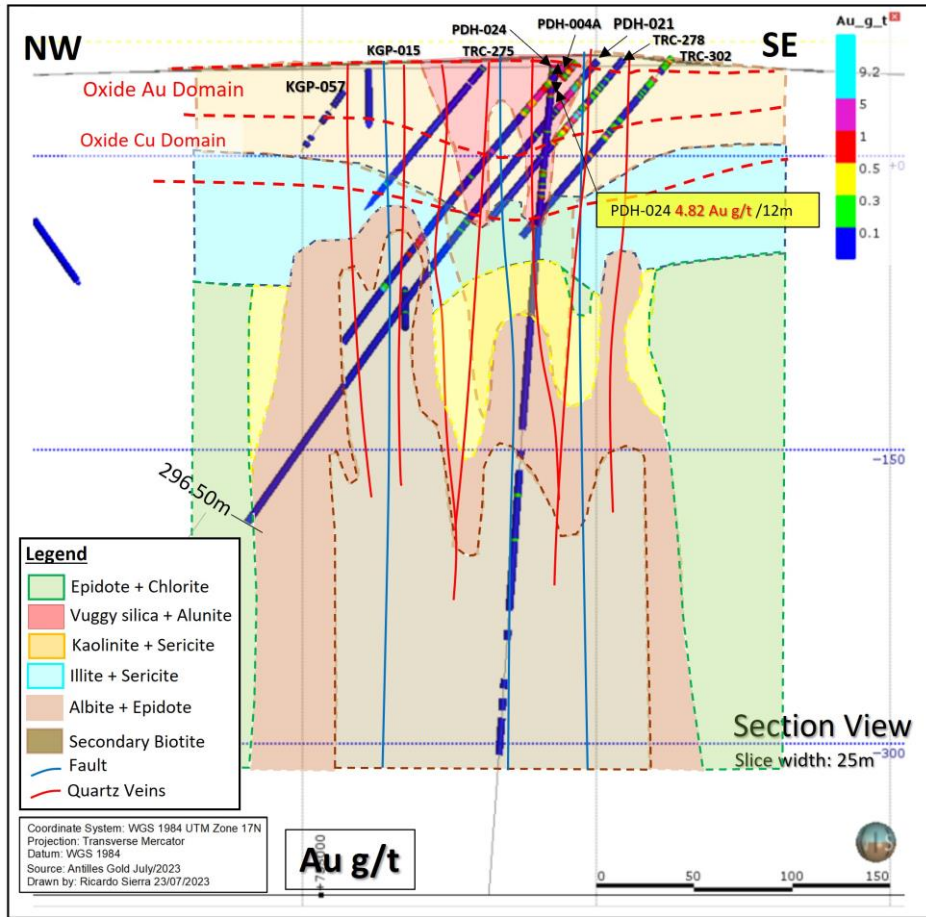 NW
PDH-024
PDH-004A
PDH-021
KGP-015
TRC-275
TRC-278
SE
TRC-302
KGP-057
Oxide Au Domain
Oxide Cu Domain
Au_g_t
9.2
5
1
0.5
0.3
0.1
+0
PDH-024 4.82 Au g/t /12m
-150
296.50m
Legend
Epidote + Chlorite
Vuggy silica + Alunite
Kaolinite + Sericite
Illite + Sericite
Albite + Epidote
Secondary Biotite
Fault
Quartz Veins
Section View
-300
Slice width: 25m
Coordinate System: WGS 1984 UTM Zone 17N
Projection: Transverse Mercator
Datum: WGS 1984
Source: Antilles Gold July/2023
Drawn by: Ricardo Sierra 23/07/2023
Au g/t
0 50 100 150